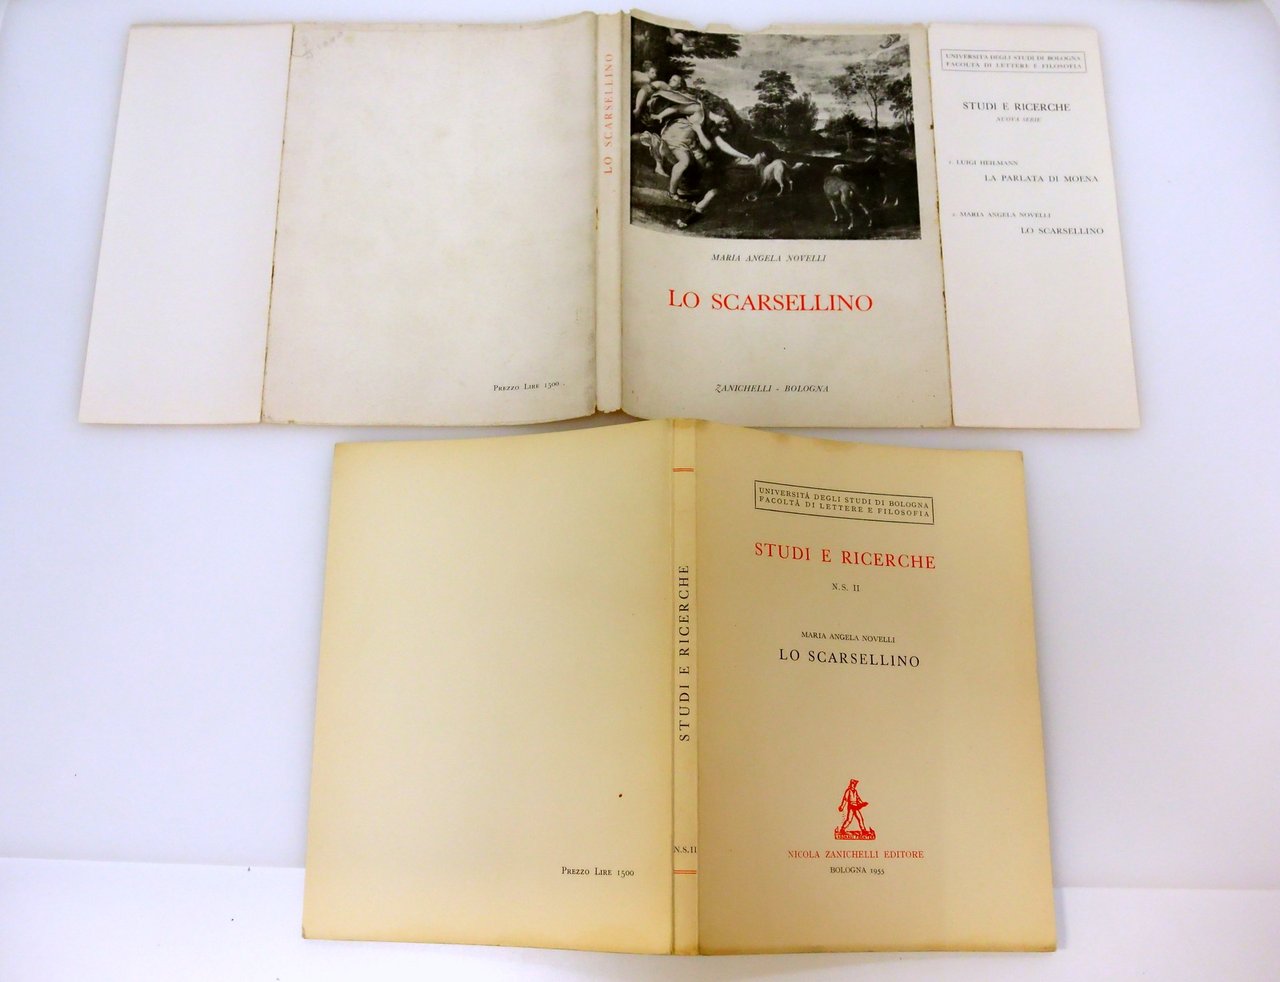 LO SCARSELLINO
MARIA ANGELA NOVELLI
LO SCARSELLINO
ZANICHELLI - BOLOGNA
PREZZO LIRE 1500
UNIVERSITÀ DEGLI STUDI DI BOLOGNA
FACOLTÀ DI LETTERE E FILOSOFIA
STUDI E RICERCHE
NUOVA SERIE
1. LUIGI HEILMANN
LA PARLATA DI MOENA
2. MARIA ANGELA NOVELLI
LO SCARSELLINO
PREZZO LIRE 1500
STUDI E RICERCHE
N.S. II
UNIVERSITÀ DEGLI STUDI DI BOLOGNA
FACOLTÀ DI LETTERE E FILOSOFIA
STUDI E RICERCHE
N.S. II
MARIA ANGELA NOVELLI
LO SCARSELLINO
NICOLA ZANICHELLI EDITORE
BOLOGNA 1955